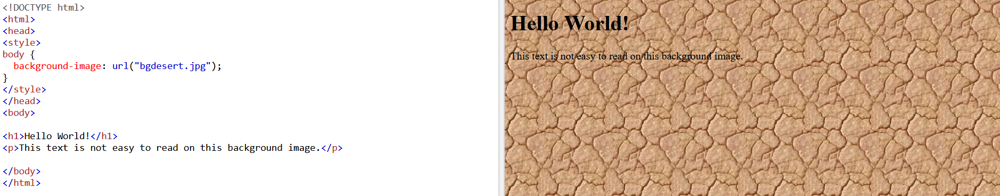 <!DOCTYPE html>
<html>
<head>
<style>
body {
  background-image: url("bgdesert.jpg");
}
</style>
</head>
<body>

<h1>Hello World!</h1>
<p>This text is not easy to read on this background image.</p>

</body>
</html>
Hello World!
This text is not easy to read on this background image.